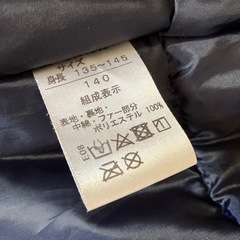 サイズ
身長 135~145
140
組成表示
表地・裏地・
中綿・ファー部分
ポリエステル 100%